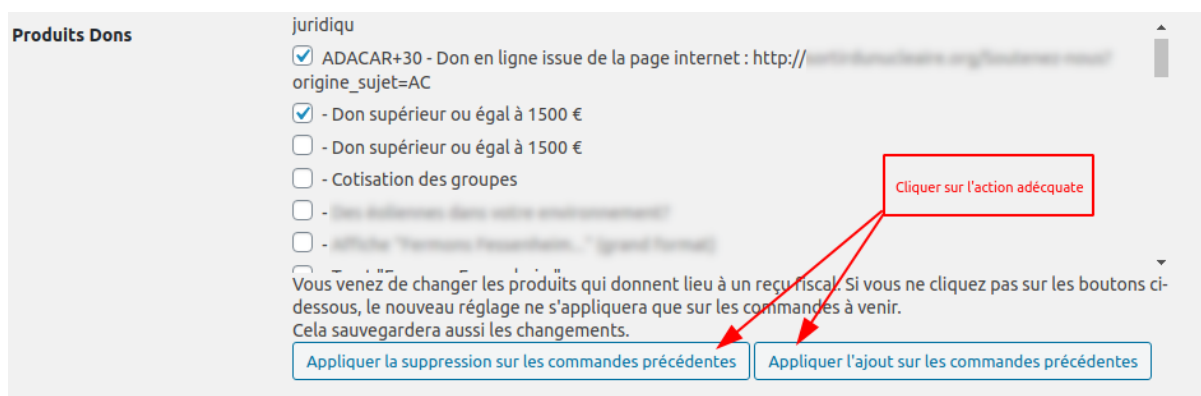 Produits Dons
juridiqu
ADACAR+30 - Don en ligne issue de la page internet : http://
origine_sujet=AC
- Don supérieur ou égal à 1500 €
- Don supérieur ou égal à 1500 €
- Cotisation des groupes
-
-
Cliquer sur l'action adécquate
Vous venez de changer les produits qui donnent lieu à un reçu fiscal. Si vous ne cliquez pas sur les boutons ci-
dessous, le nouveau réglage ne s'appliquera que sur les commandes à venir.
Cela sauvegardera aussi les changements.
Appliquer la suppression sur les commandes précédentes
Appliquer l'ajout sur les commandes précédentes